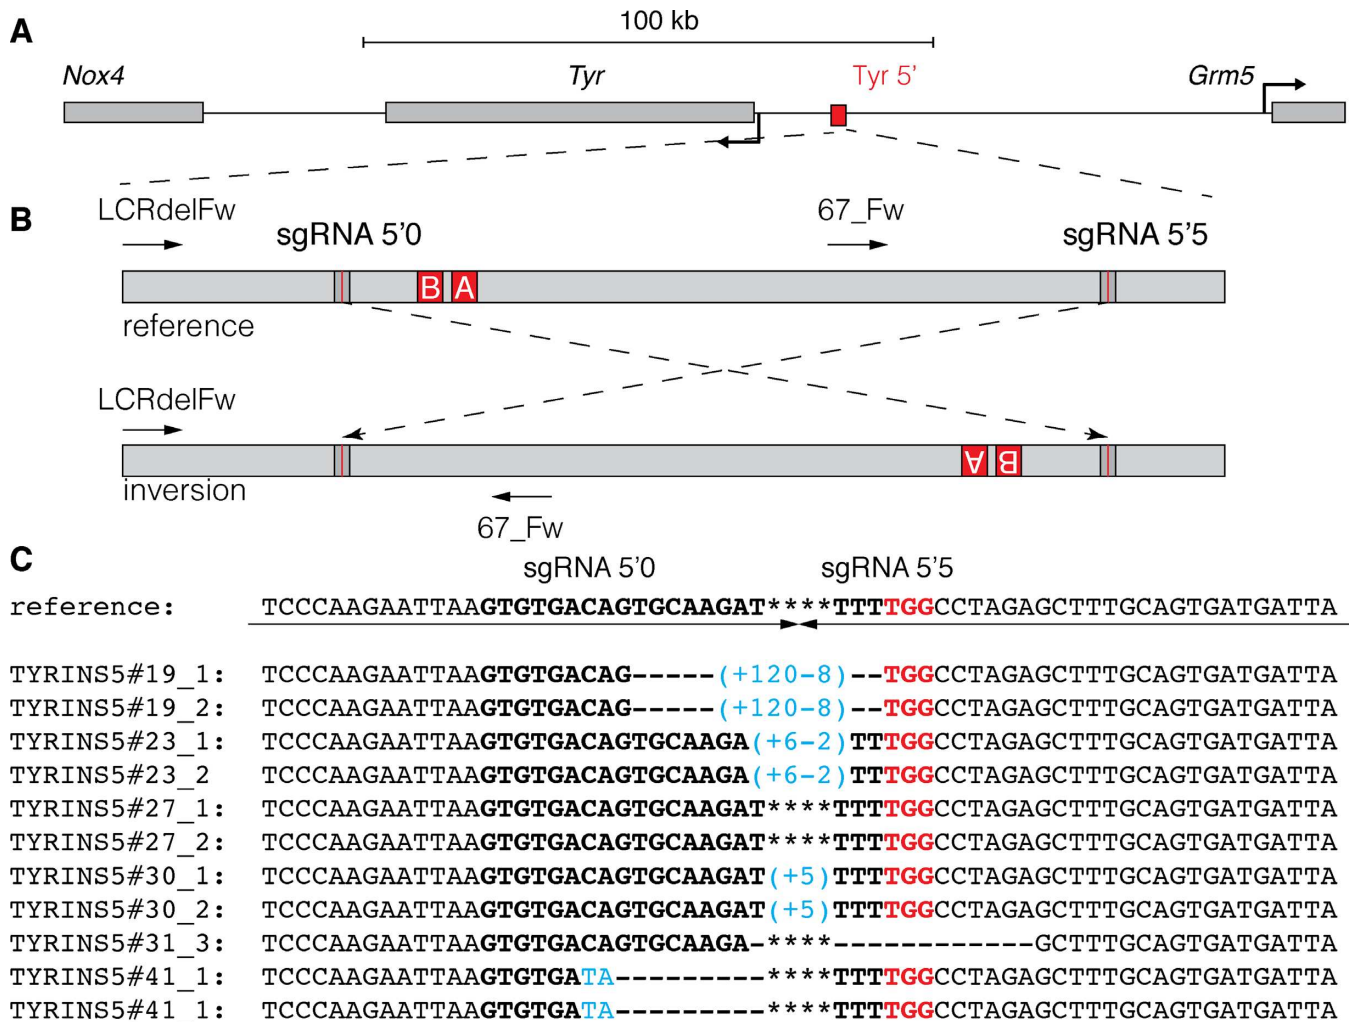 A
100 kb
Nox4 Tyr Tyr 5’ Grm5
B
LCRdelFw 67_Fw
sgRNA 5’0 sgRNA 5’5
B A
reference
LCRdelFw
A B
inversion
67_Fw
C
sgRNA 5’0 sgRNA 5’5
reference: TCCCAAGAATTAAGTGTGACAGTGCAAGAT****TTTTGGCCTAGAGCTTTGCAGTGATGATTA
TYRINS5#19_1: TCCCAAGAATTAAGTGTGACAG-----(+120-8)--TGGCCTAGAGCTTTGCAGTGATGATTA
TYRINS5#19_2: TCCCAAGAATTAAGTGTGACAG-----(+120-8)--TGGCCTAGAGCTTTGCAGTGATGATTA
TYRINS5#23_1: TCCCAAGAATTAAGTGTGACAGTGCAAGA(+6-2)TTTGGCCTAGAGCTTTGCAGTGATGATTA
TYRINS5#23_2 TCCCAAGAATTAAGTGTGACAGTGCAAGA(+6-2)TTTGGCCTAGAGCTTTGCAGTGATGATTA
TYRINS5#27_1: TCCCAAGAATTAAGTGTGACAGTGCAAGAT****TTTTGGCCTAGAGCTTTGCAGTGATGATTA
TYRINS5#27_2: TCCCAAGAATTAAGTGTGACAGTGCAAGAT****TTTTGGCCTAGAGCTTTGCAGTGATGATTA
TYRINS5#30_1: TCCCAAGAATTAAGTGTGACAGTGCAAGAT(+5)TTTTGGCCTAGAGCTTTGCAGTGATGATTA
TYRINS5#30_2: TCCCAAGAATTAAGTGTGACAGTGCAAGAT(+5)TTTTGGCCTAGAGCTTTGCAGTGATGATTA
TYRINS5#31_3: TCCCAAGAATTAAGTGTGACAGTGCAAGA-****------------GCTTTGCAGTGATGATTA
TYRINS5#41_1: TCCCAAGAATTAAGTGTGATA---------****TTTTGGCCTAGAGCTTTGCAGTGATGATTA
TYRINS5#41_1: TCCCAAGAATTAAGTGTGATA---------****TTTTGGCCTAGAGCTTTGCAGTGATGATTA